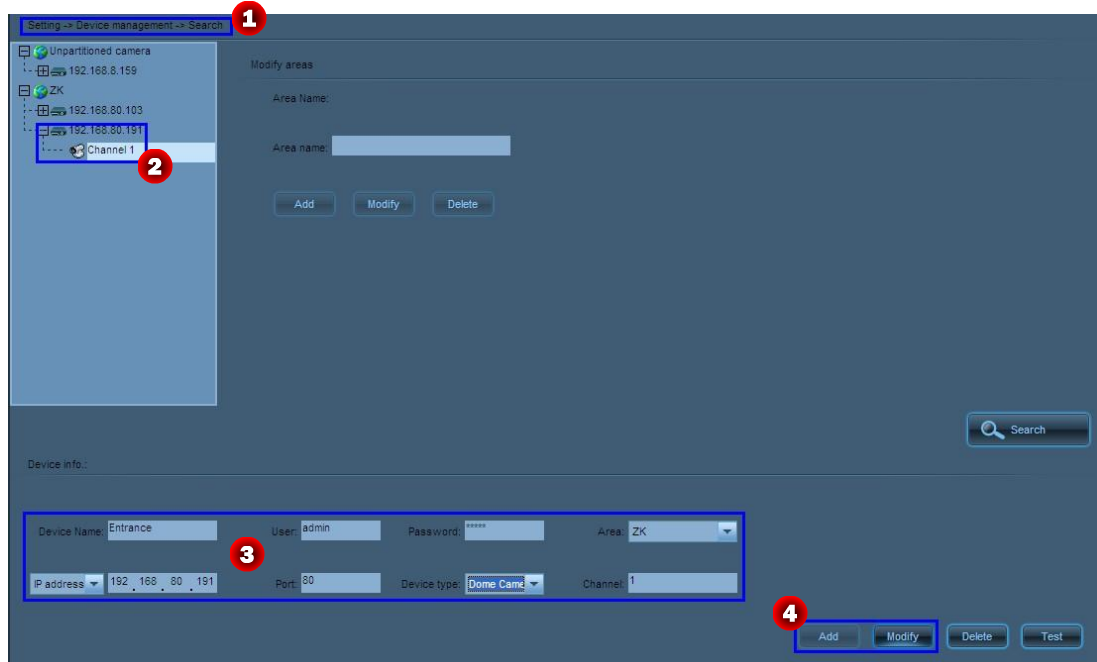 Setting -> Device management -> Search
1
Unpartitioned camera
192.168.8.159
ZK
192.168.80.103
192.168.80.191
Channel 1
2
Modify areas
Area Name:
Area name:
Add Modify Delete
Search
Device info.:
Device Name: Entrance User: admin Password: ***** Area: ZK
3
IP address 192 . 168 . 80 . 191 Port: 80 Device type: Dome Came Channel: 1
4
Add Modify Delete Test